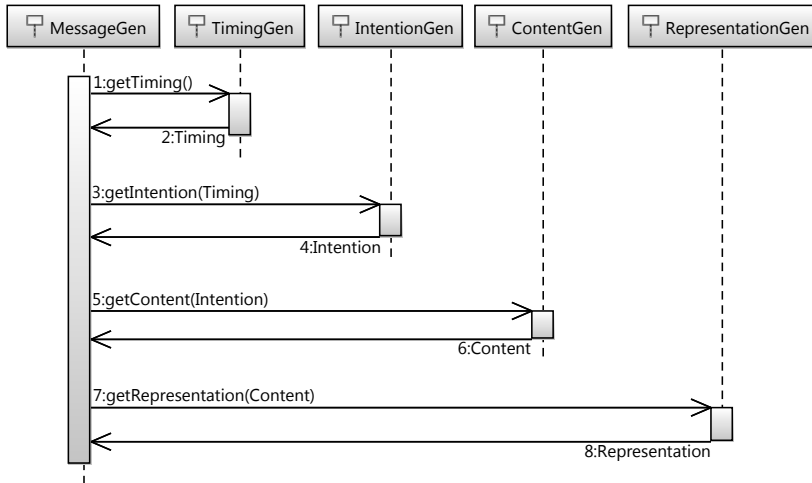 MessageGen
TimingGen
IntentionGen
ContentGen
RepresentationGen
1:getTiming()
2:Timing
3:getIntention(Timing)
4:Intention
5:getContent(Intention)
6:Content
7:getRepresentation(Content)
8:Representation